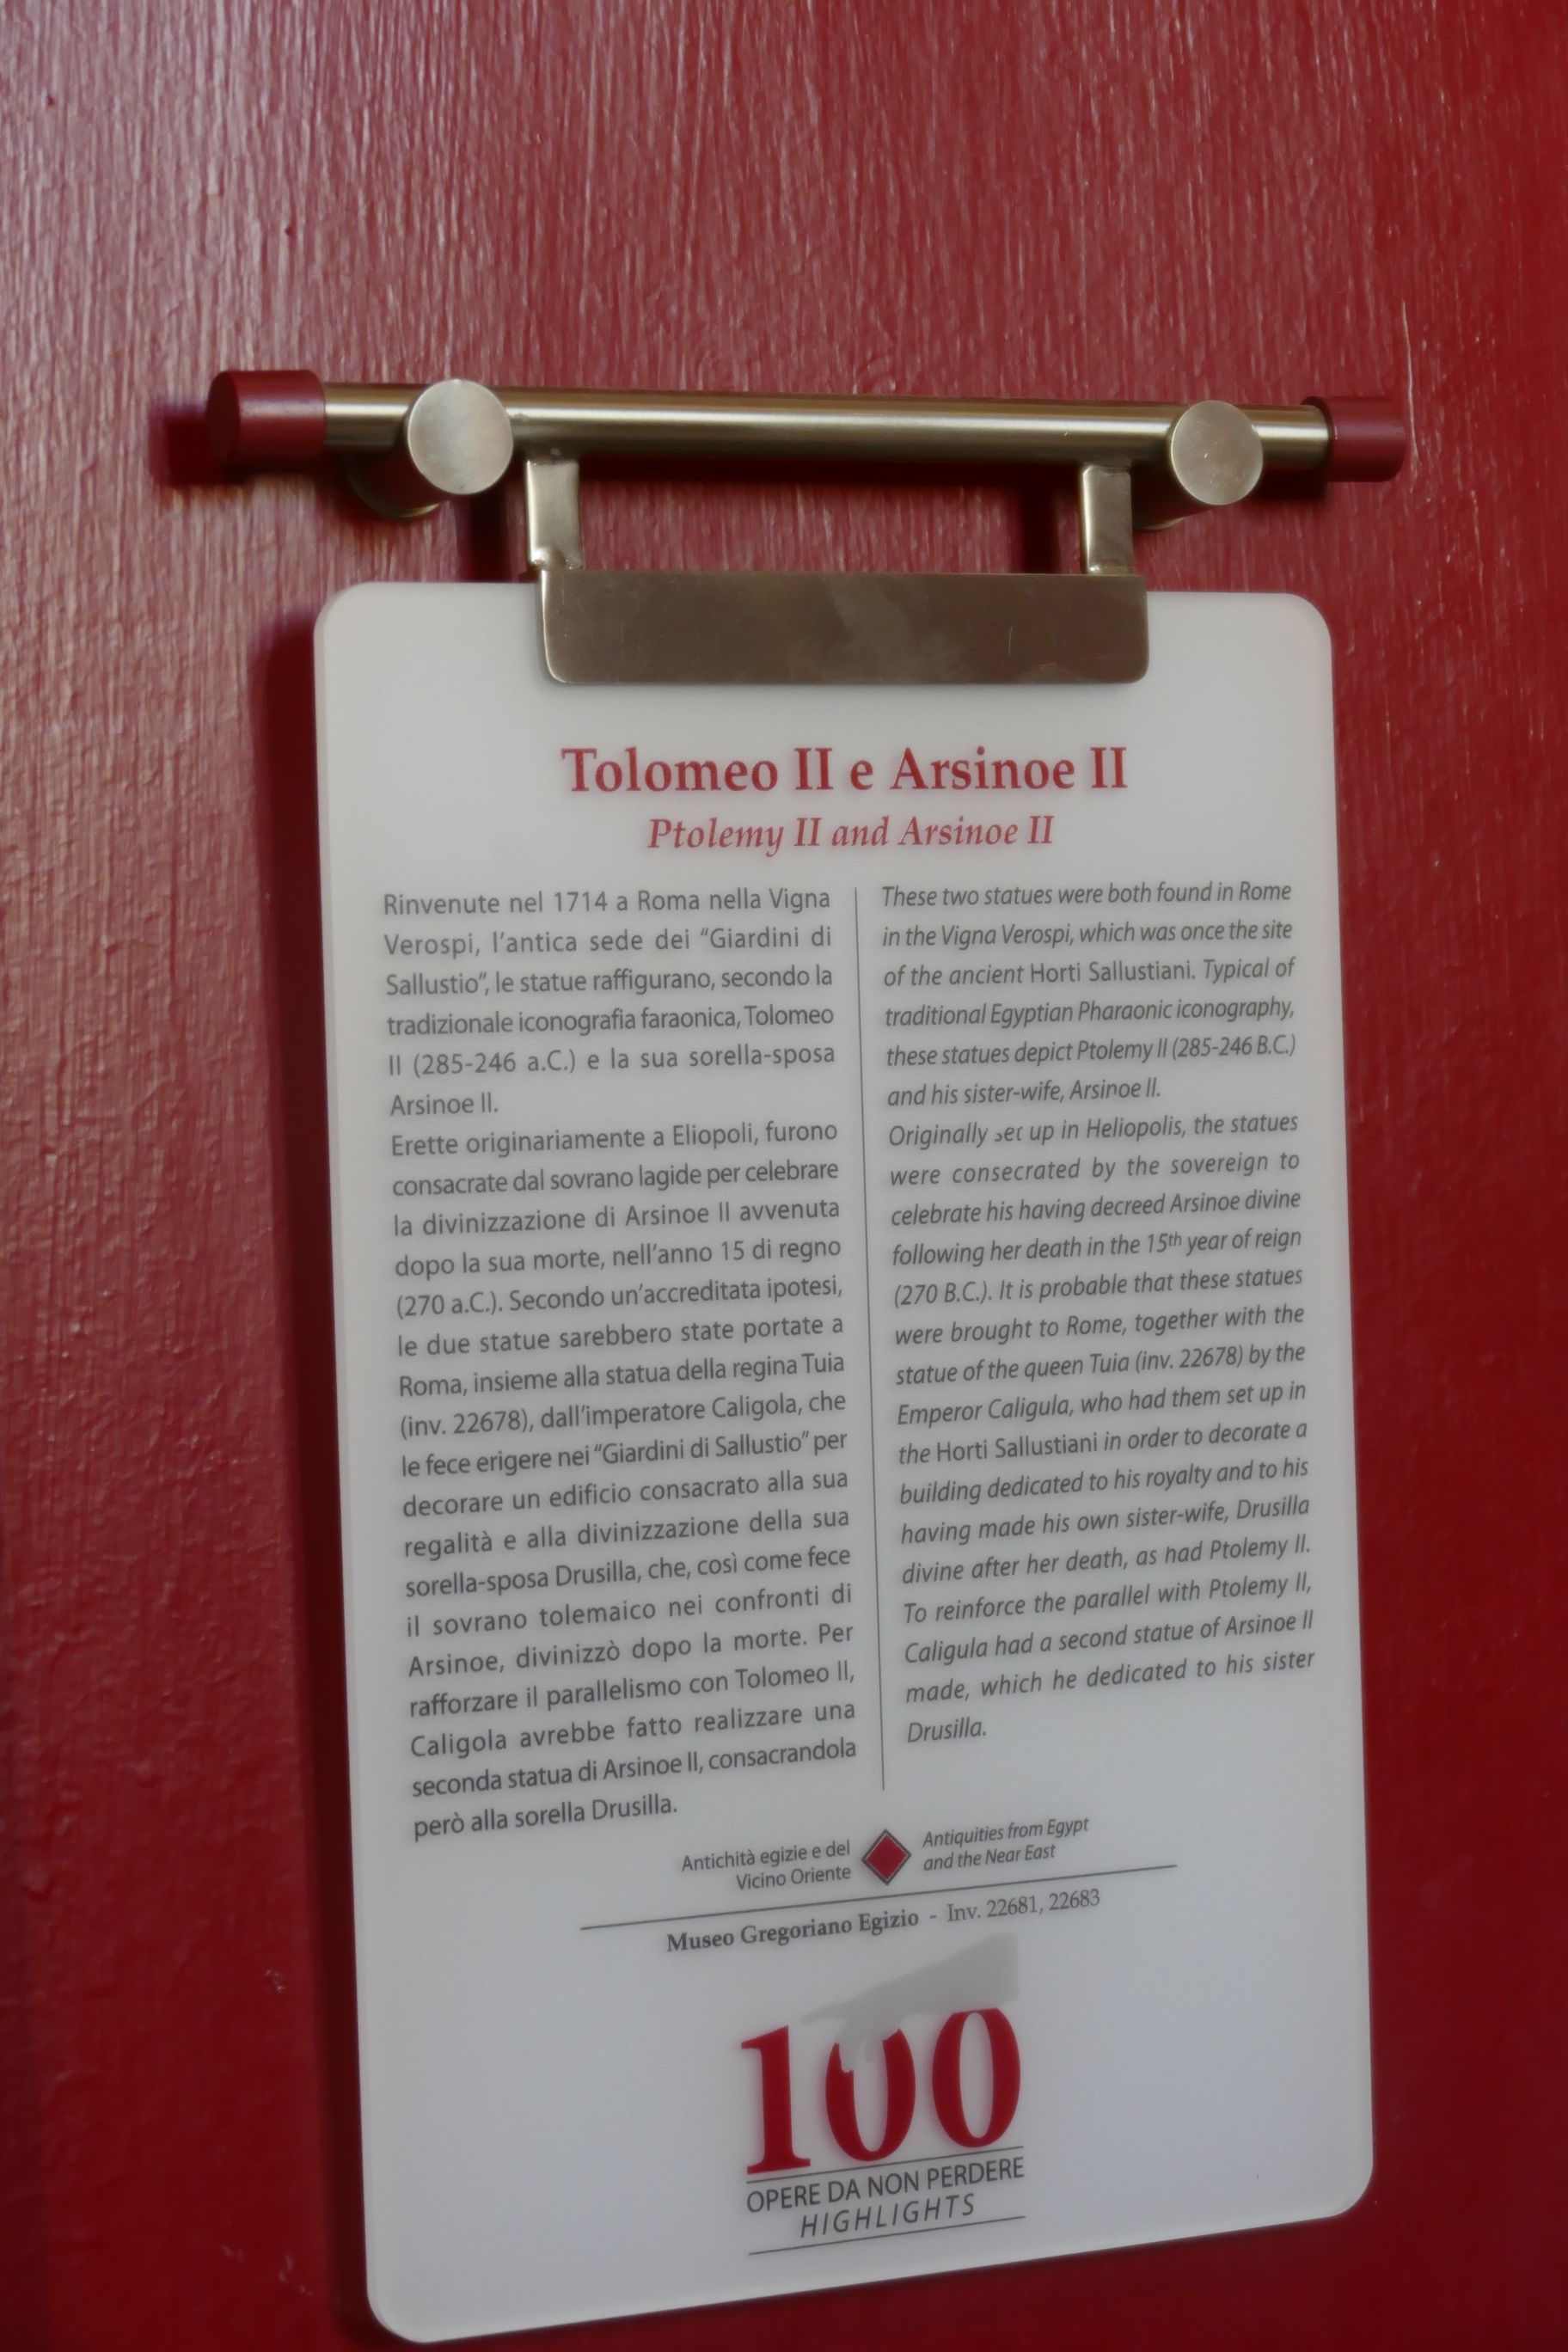 Tolomeo II e Arsinoe II
Ptolemy II and Arsinoe II
Rinvenute nel 1714 a Roma nella Vigna
Verospi, l'antica sede dei “Giardini di
Sallustio”, le statue raffigurano, secondo la
tradizionale iconografia faraonica, Tolomeo
II (285-246 a.C.) e la sua sorella-sposa
Arsinoe II.
Erette originariamente a Eliopoli, furono
consacrate dal sovrano lagide per celebrare
la divinizzazione di Arsinoe II avvenuta
dopo la sua morte, nell'anno 15 di regno
(270 a.C.). Secondo un'accreditata ipotesi,
le due statue sarebbero state portate a
Roma, insieme alla statua della regina Tuia
(inv. 22678), dall'imperatore Caligola, che
le fece erigere nei “Giardini di Sallustio” per
decorare un edificio consacrato alla sua
regalità e alla divinizzazione della sua
sorella-sposa Drusilla, che, così come fece
il sovrano tolemaico nei confronti di
Arsinoe, divinizzò dopo la morte. Per
rafforzare il parallelismo con Tolomeo II,
Caligola avrebbe fatto realizzare una
seconda statua di Arsinoe II, consacrandola
però alla sorella Drusilla.
These two statues were both found in Rome
in the Vigna Verospi, which was once the site
of the ancient Horti Sallustiani. Typical of
traditional Egyptian Pharaonic iconography,
these statues depict Ptolemy II (285-246 B.C.)
and his sister-wife, Arsinoe II.
Originally set up in Heliopolis, the statues
were consecrated by the sovereign to
celebrate his having decreed Arsinoe divine
following her death in the 15th year of reign
(270 B.C.). It is probable that these statues
were brought to Rome, together with the
statue of the queen Tuia (inv. 22678) by the
Emperor Caligula, who had them set up in
the Horti Sallustiani in order to decorate a
building dedicated to his royalty and to his
having made his own sister-wife, Drusilla
divine after her death, as had Ptolemy II.
To reinforce the parallel with Ptolemy II,
Caligula had a second statue of Arsinoe II
made, which he dedicated to his sister
Drusilla.
Antichità egizie e del
Vicino Oriente
Antiquities from Egypt
and the Near East
Museo Gregoriano Egizio - Inv. 22681, 22683
100
OPERE DA NON PERDERE
HIGHLIGHTS